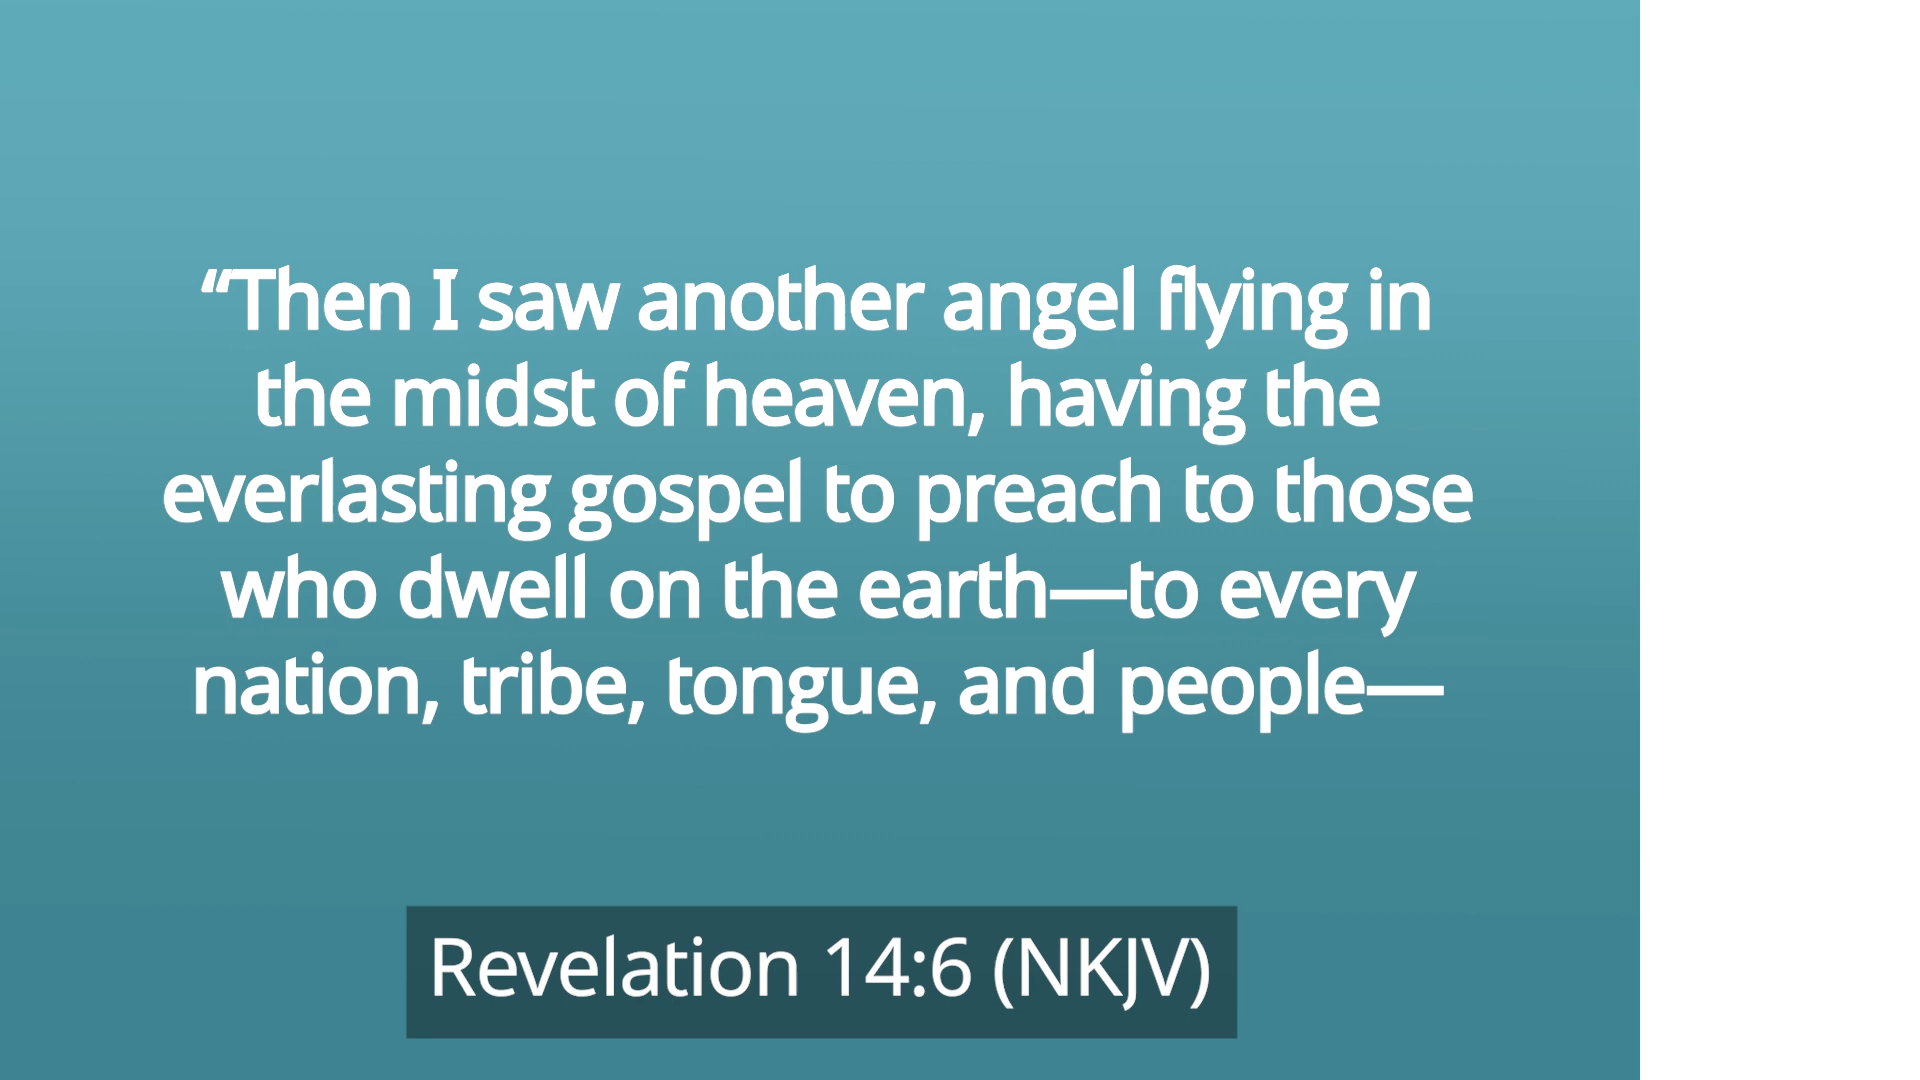 “Then I saw another angel flying in
the midst of heaven, having the
everlasting gospel to preach to those
who dwell on the earth—to every
nation, tribe, tongue, and people—
Revelation 14:6 (NKJV)